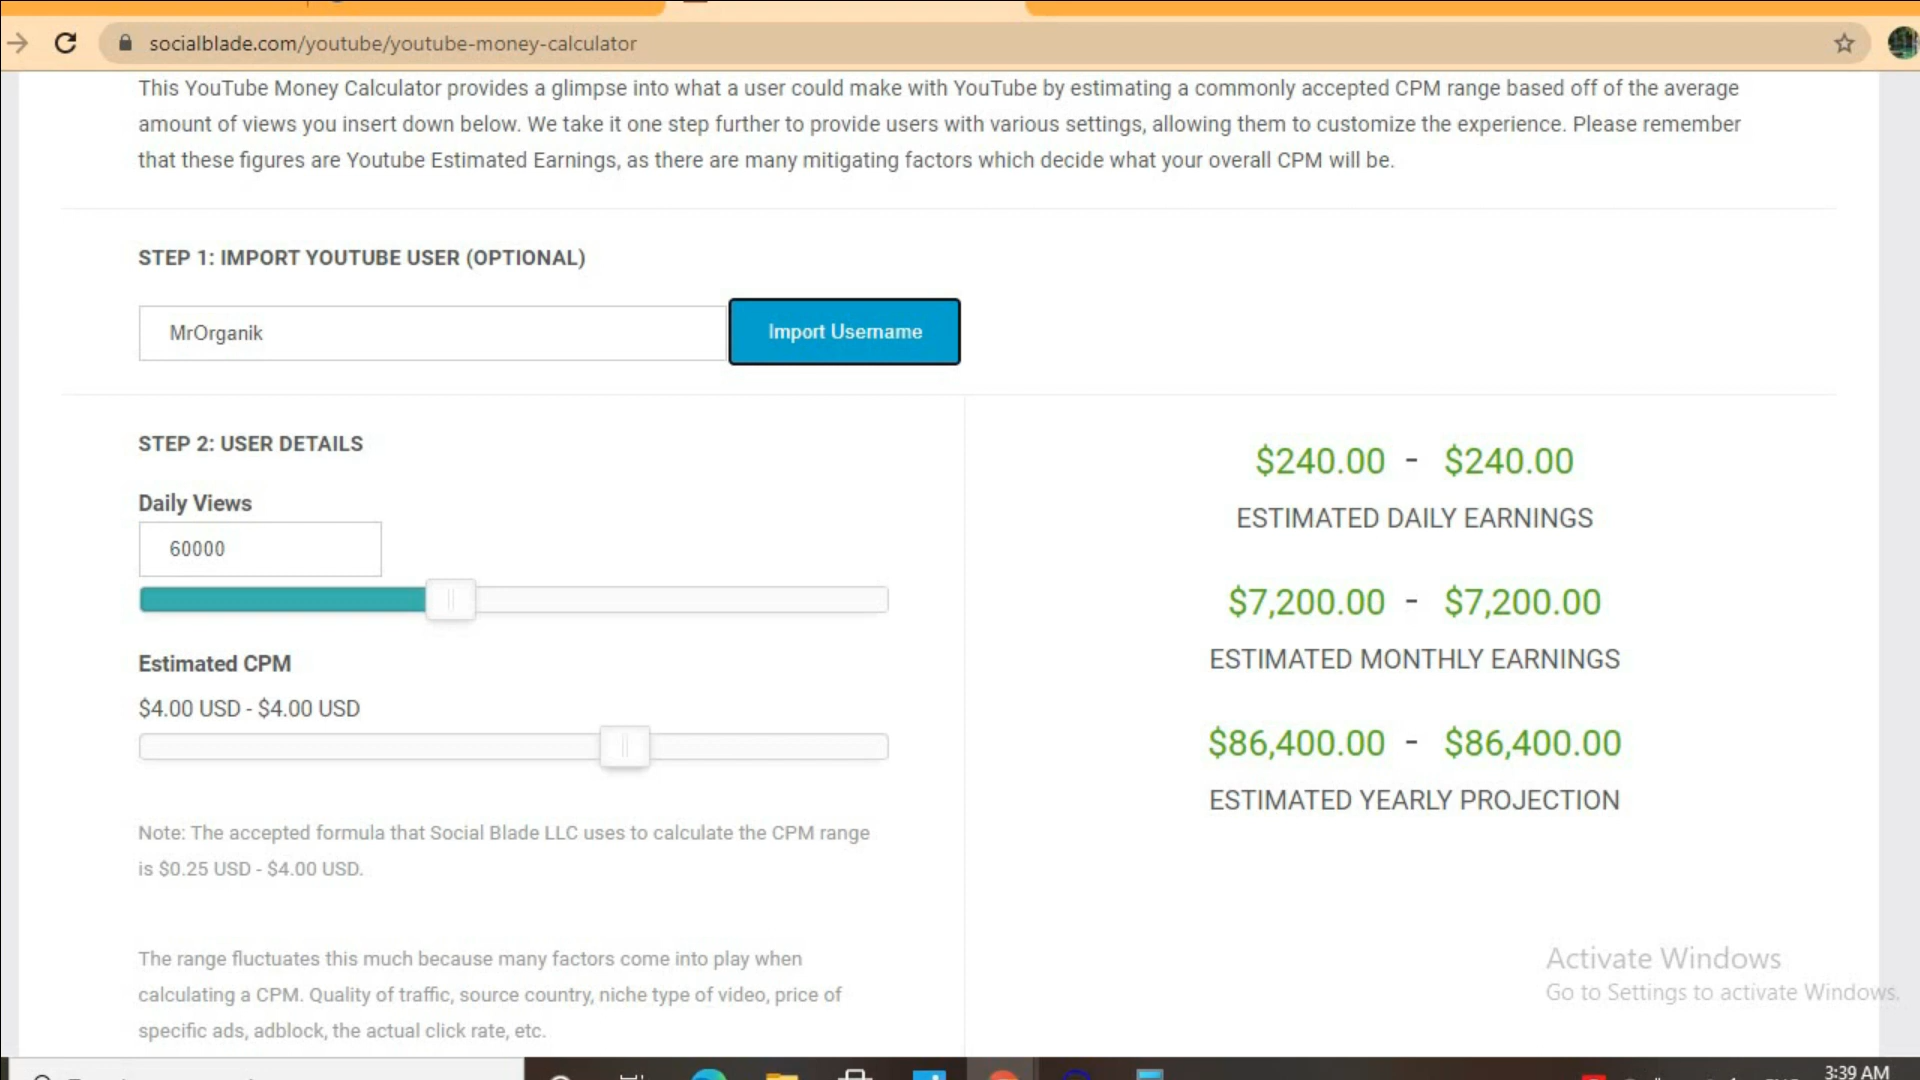 socialblade.com/youtube/youtube-money-calculator
This YouTube Money Calculator provides a glimpse into what a user could make with YouTube by estimating a commonly accepted CPM range based off of the average
amount of views you insert down below. We take it one step further to provide users with various settings, allowing them to customize the experience. Please remember
that these figures are Youtube Estimated Earnings, as there are many mitigating factors which decide what your overall CPM will be.
STEP 1: IMPORT YOUTUBE USER (OPTIONAL)
MrOrganik
Import Username
STEP 2: USER DETAILS
Daily Views
60000
Estimated CPM
$4.00 USD - $4.00 USD
Note: The accepted formula that Social Blade LLC uses to calculate the CPM range
is $0.25 USD - $4.00 USD.
The range fluctuates this much because many factors come into play when
calculating a CPM. Quality of traffic, source country, niche type of video, price of
specific ads, adblock, the actual click rate, etc.
$240.00 - $240.00
ESTIMATED DAILY EARNINGS
$7,200.00 - $7,200.00
ESTIMATED MONTHLY EARNINGS
$86,400.00 - $86,400.00
ESTIMATED YEARLY PROJECTION
Activate Windows
Go to Settings to activate Windows.
3:39 AM